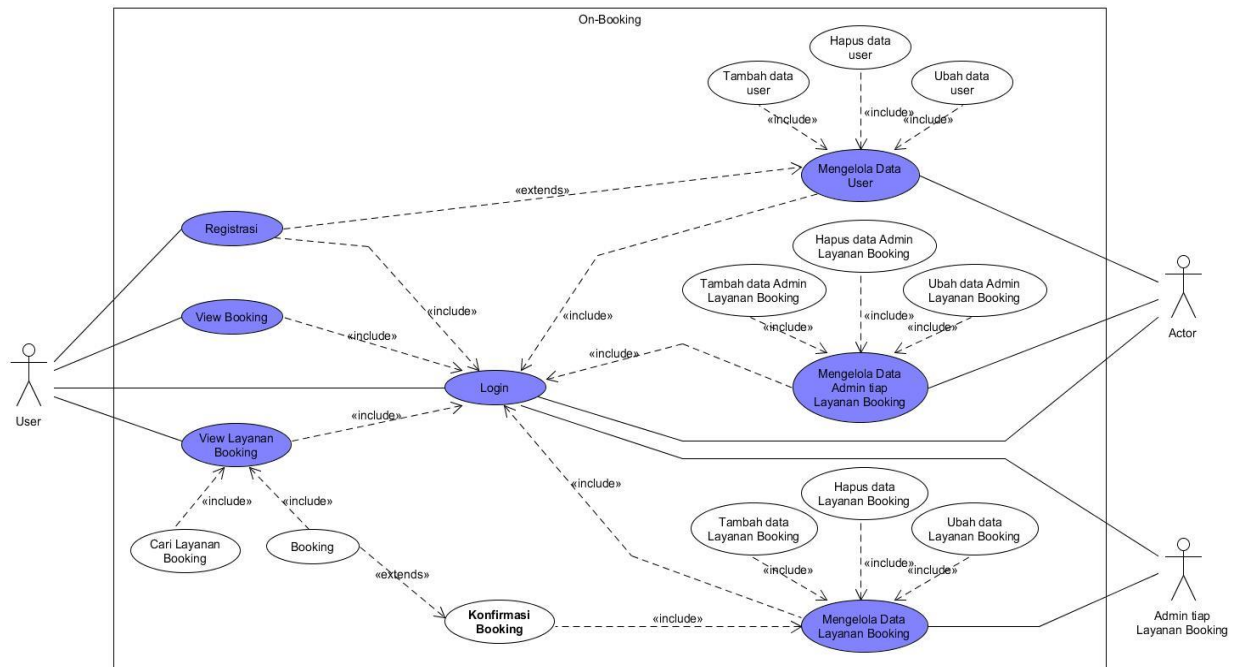 On-Booking
Hapus data
user
Tambah data
user
Ubah data
user
«include»
«include»
«include»
Mengelola Data
User
«extends»
Registrasi
Hapus data Admin
Layanan Booking
Tambah data Admin
Layanan Booking
Ubah data Admin
Layanan Booking
«include»
«include»
«include»
View Booking
«include»
«include»
«include»
«include»
Actor
Mengelola Data
Admin tiap
Layanan Booking
Login
User
View Layanan
Booking
«include»
«include»
«include»
«include»
Hapus data
Layanan Booking
Tambah data
Layanan Booking
Ubah data
Layanan Booking
Cari Layanan
Booking
Booking
«extends»
«include»
«include»
«include»
Konfirmasi
Booking
«include»
Mengelola Data
Layanan Booking
Admin tiap
Layanan Booking